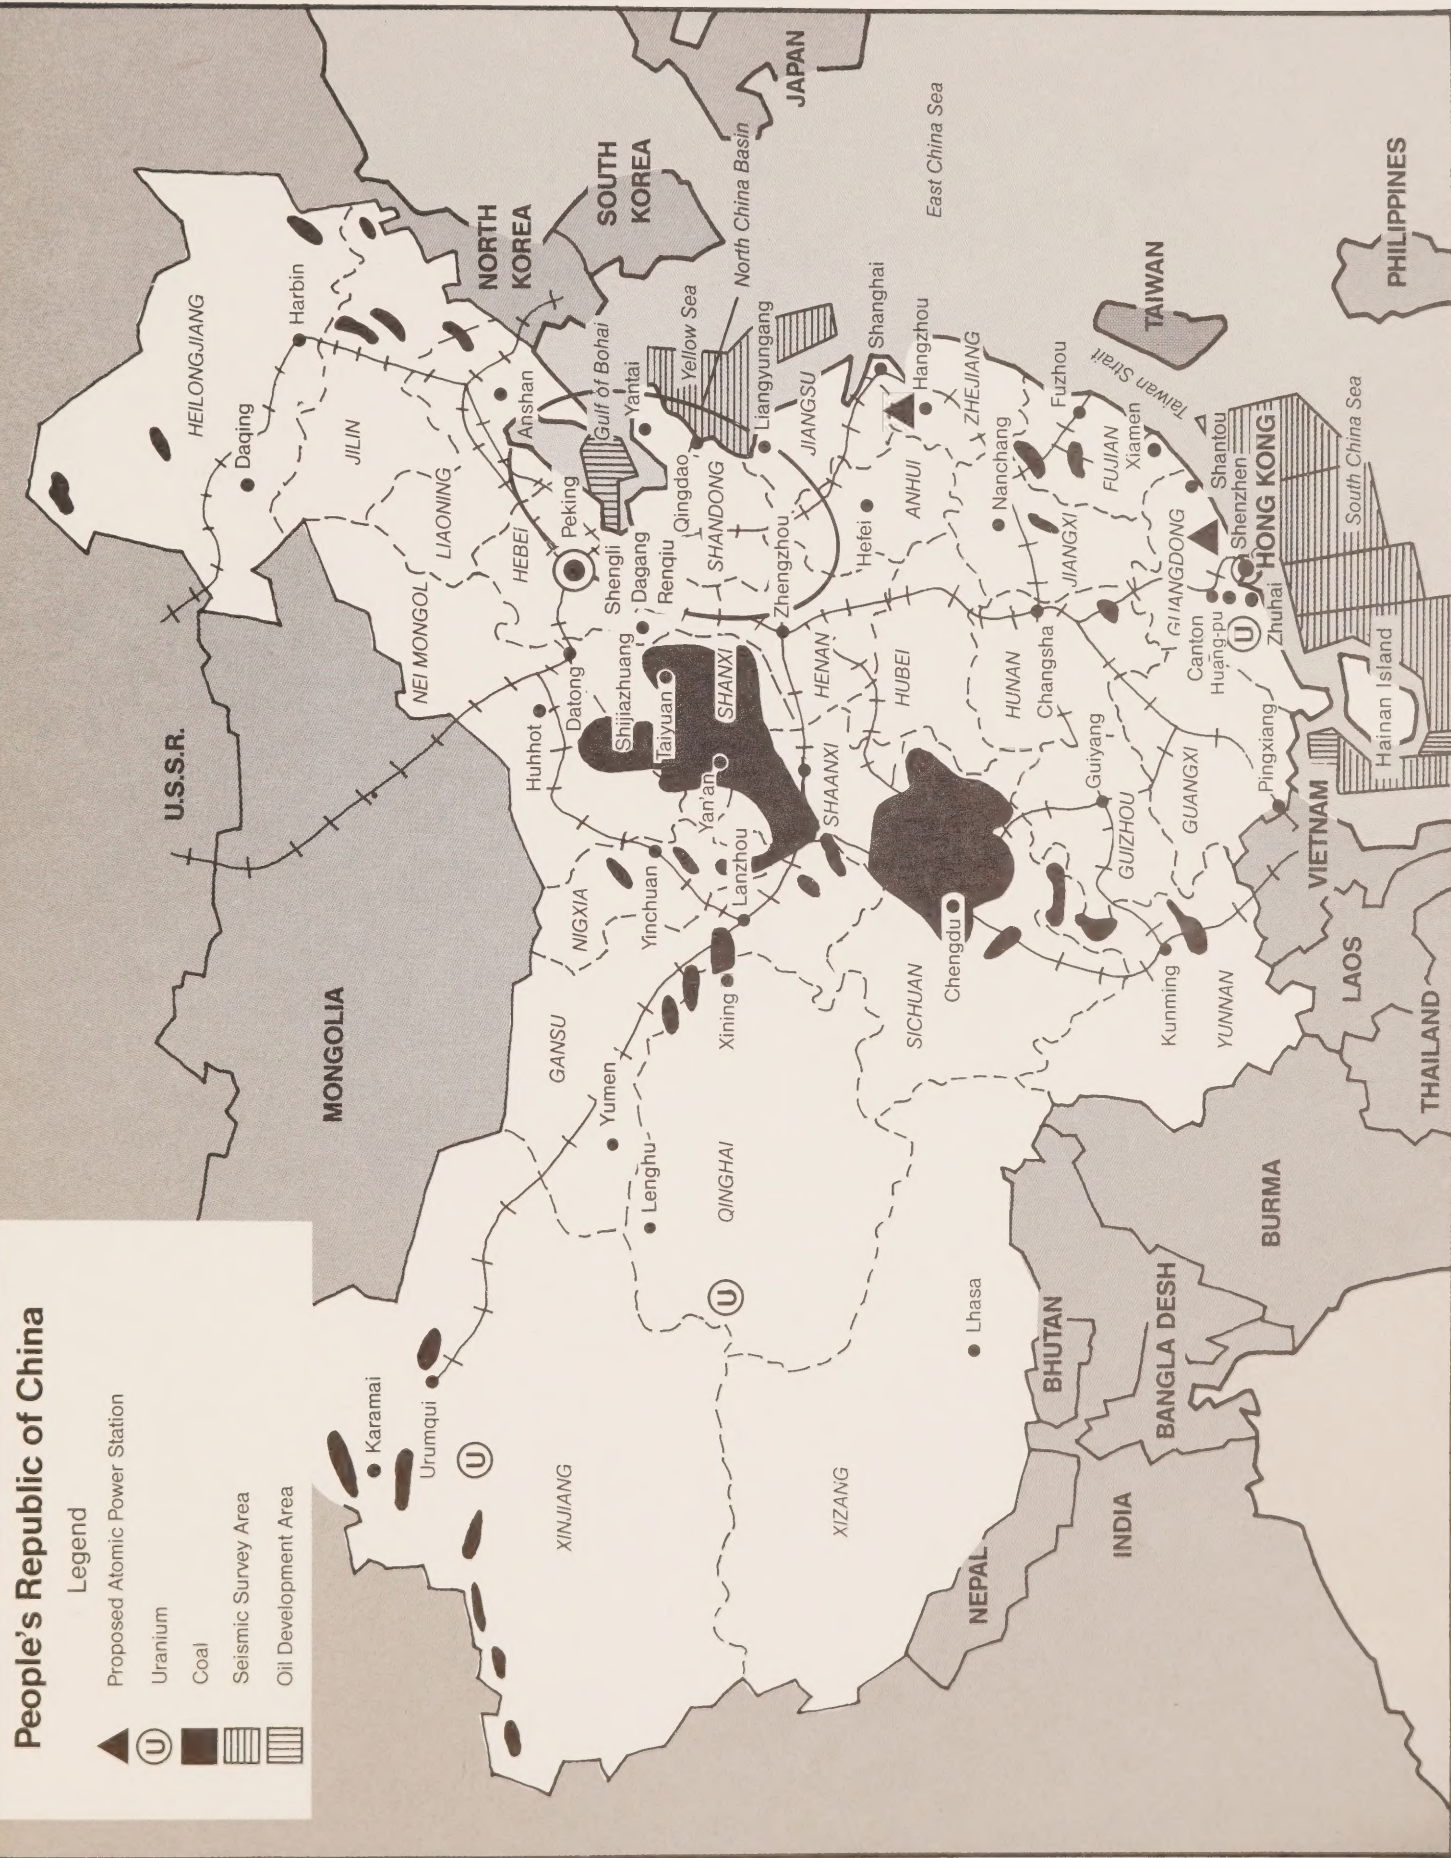 People's Republic of China
Legend
Proposed Atomic Power Station
U
Uranium
Coal
Seismic Survey Area
Oil Development Area
U.S.S.R.
MONGOLIA
HEILONGJIANG
Harbin
Daqing
JILIN
LIAONING
NEI MONGOL
HEBEI
NORTH
KOREA
SOUTH
KOREA
JAPAN
Anshan
Gulf of Bohai
Yantai
Yellow Sea
North China Basin
Peking
Shengli
Dagang
Renqiu
Qingdao
SHANDONG
Liangyungang
JIANGSU
Shanghai
Hangzhou
ZHEJIANG
East China Sea
Huhhot
Datong
Shijiazhuang
Taiyuan
SHANXI
Yan'an
Zhengzhou
HENAN
Hefei
ANHUI
Nanchang
Fuzhou
Taiwan Strait
TAIWAN
FUJIAN
Xiamen
JIANGXI
HUBEI
HUNAN
Changsha
SHAANXI
Lanzhou
Yinchuan
NIGXIA
GANSU
Xining
Yumen
Lenghu
QINGHAI
U
Karamai
Urumqui
U
XINJIANG
XIZANG
Lhasa
SICHUAN
Chengdu
Guiyang
GUIZHOU
GUANGXI
Kunming
YUNNAN
Pingxiang
GUANGDONG
Canton
Huang-pu
U
Zhuhai
Shantou
Shenzhen
HONG KONG
South China Sea
Hainan Island
PHILIPPINES
VIETNAM
LAOS
THAILAND
BURMA
BHUTAN
BANGLA DESH
INDIA
NEPAL